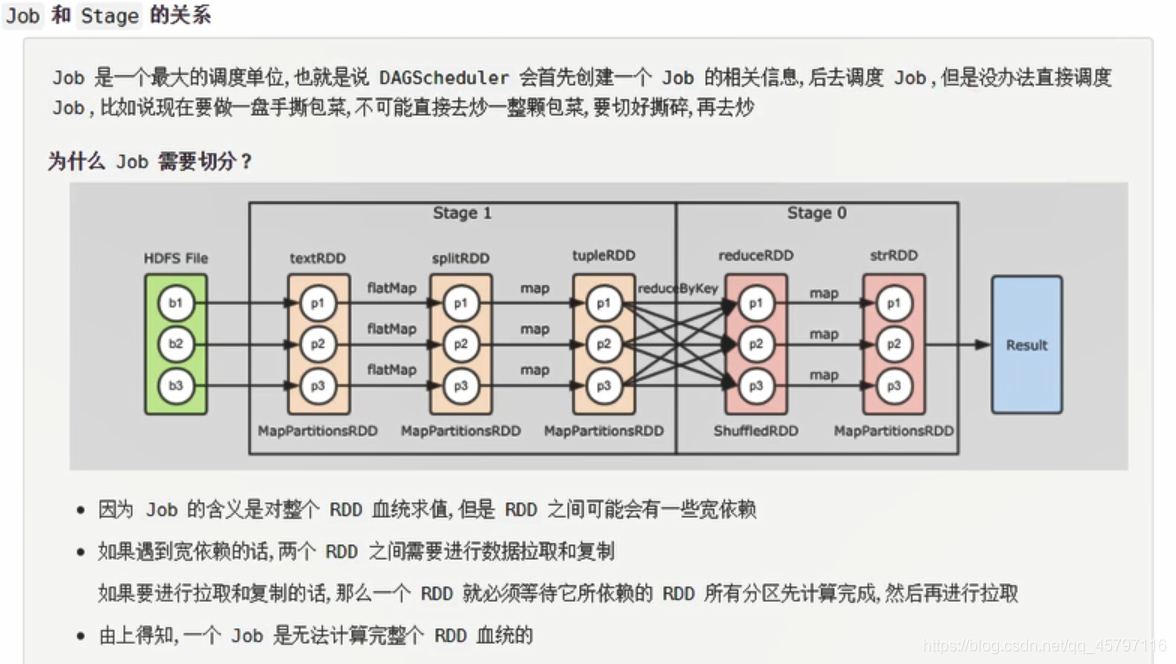 Job 和 Stage 的关系
Job 是一个最大的调度单位, 也就是说 DAGScheduler 会首先创建一个 Job 的相关信息, 后去调度 Job , 但是没办法直接调度
Job , 比如说现在要做一盘手撕包菜, 不可能直接去炒一整颗包菜, 要切好撕碎, 再去炒
为什么 Job 需要切分？
Stage 1
Stage 0
HDFS File
textRDD
splitRDD
tupleRDD
reduceRDD
strRDD
b1
p1
flatMap
p1
map
p1
reduceByKey
p1
map
p1
b2
p2
flatMap
p2
map
p2
p2
map
p2
Result
b3
p3
flatMap
p3
map
p3
p3
map
p3
MapPartitionsRDD
MapPartitionsRDD
MapPartitionsRDD
ShuffledRDD
MapPartitionsRDD
• 因为 Job 的含义是对整个 RDD 血统求值, 但是 RDD 之间可能会有一些宽依赖
• 如果遇到宽依赖的话, 两个 RDD 之间需要进行数据拉取和复制
如果要进行拉取和复制的话, 那么一个 RDD 就必须等待它所依赖的 RDD 所有分区先计算完成, 然后再进行拉取
• 由上得知, 一个 Job 是无法计算完整个 RDD 血统的
https://blog.csdn.net/qq_45797116